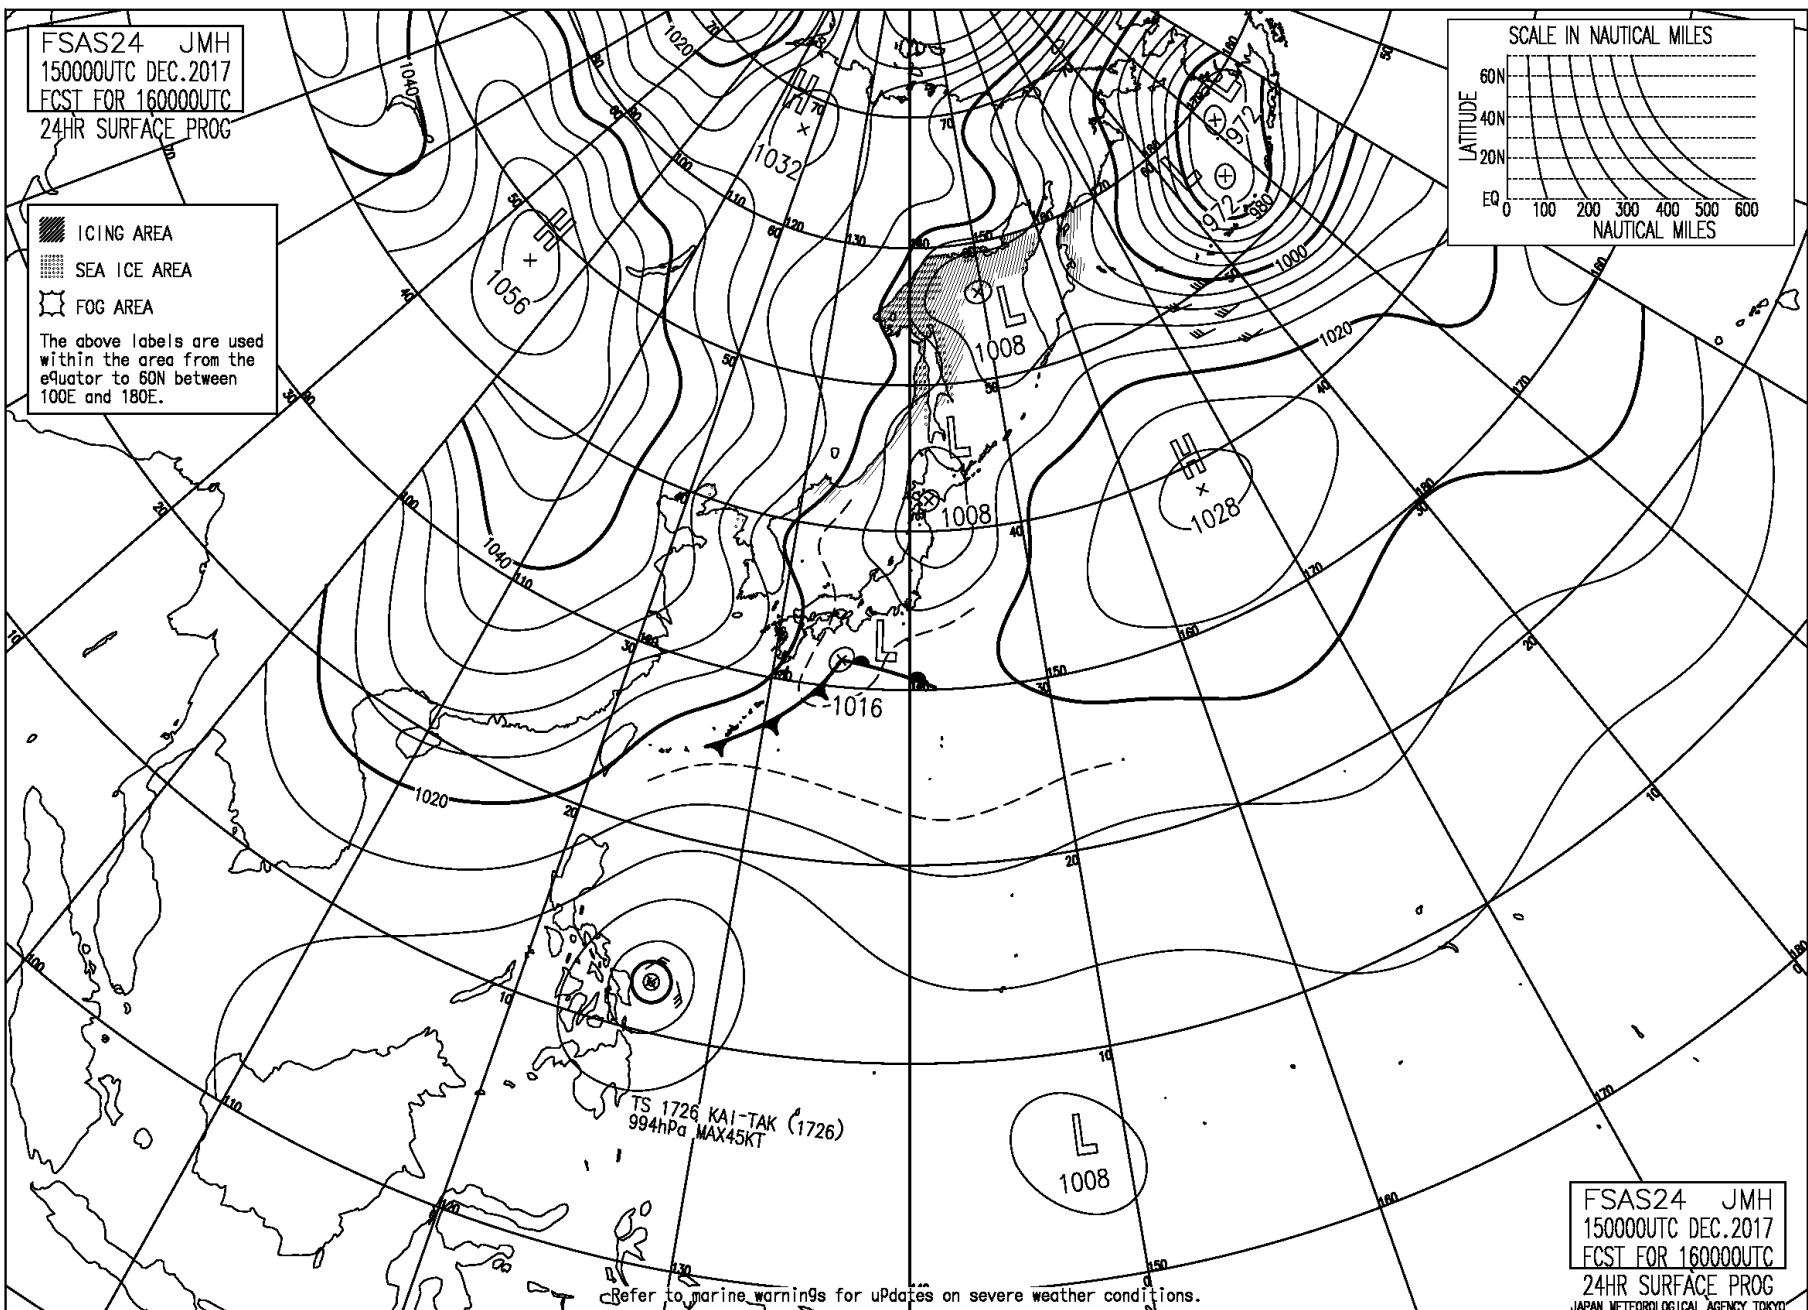 FSAS24 JMH
150000UTC DEC.2017
FCST FOR 160000UTC
24HR SURFACE PROG
SCALE IN NAUTICAL MILES
LATITUDE
60N
40N
20N
EQ
0 100 200 300 400 500 600
NAUTICAL MILES
ICING AREA
SEA ICE AREA
FOG AREA
The above labels are used
within the area from the
equator to 60N between
100E and 180E.
1040
1020
H
1032
H
1056
L
972
L
972
980
1000
L
1008
1020
L
1008
H
1028
1040
L
1016
1020
TS 1726 KAI-TAK (1726)
994hPa MAX45KT
L
1008
Refer to marine warnings for updates on severe weather conditions.
FSAS24 JMH
150000UTC DEC.2017
FCST FOR 160000UTC
24HR SURFACE PROG
JAPAN METEOROLOGICAL AGENCY TOKYO